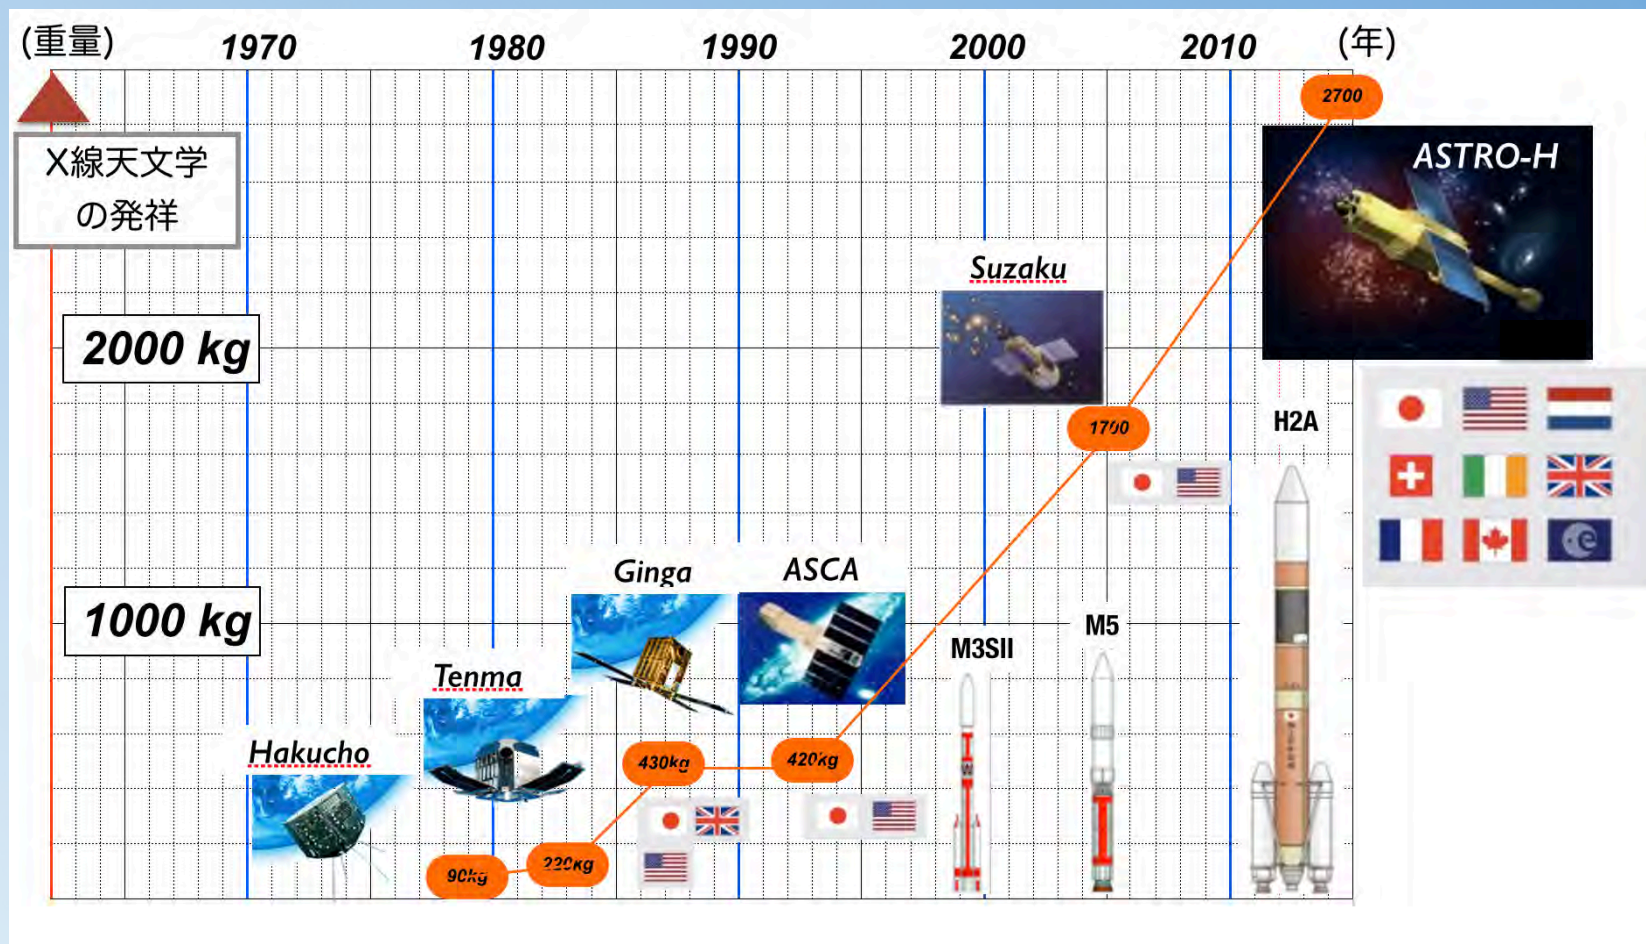 (重量)
1970
1980
1990
2000
2010
(年)
2700
X線天文学
の発祥
ASTRO-H
Suzaku
2000 kg
1700
H2A
Ginga
ASCA
1000 kg
M3SII
M5
Tenma
Hakucho
430kg
420kg
220kg
90kg